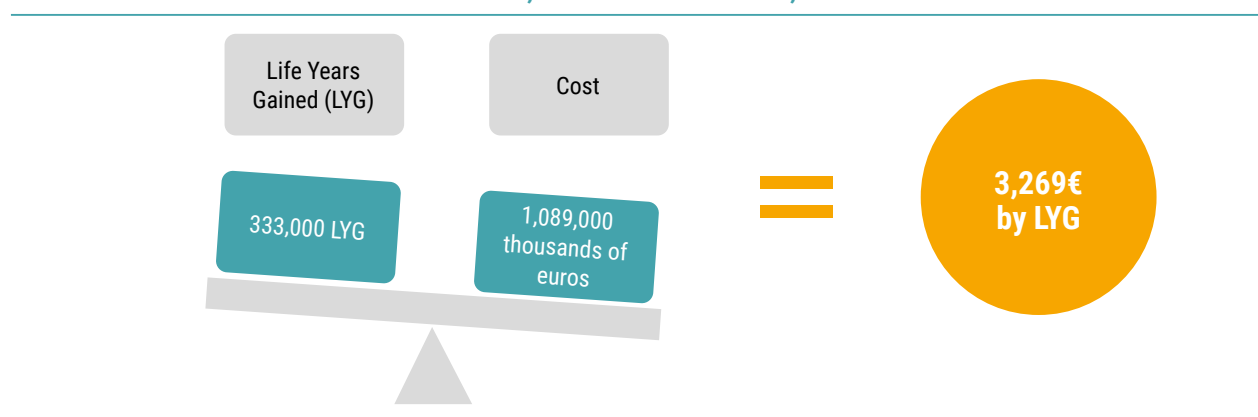 Life Years
Gained (LYG)
Cost
333,000 LYG
1,089,000
thousands of
euros
3,269€
by LYG